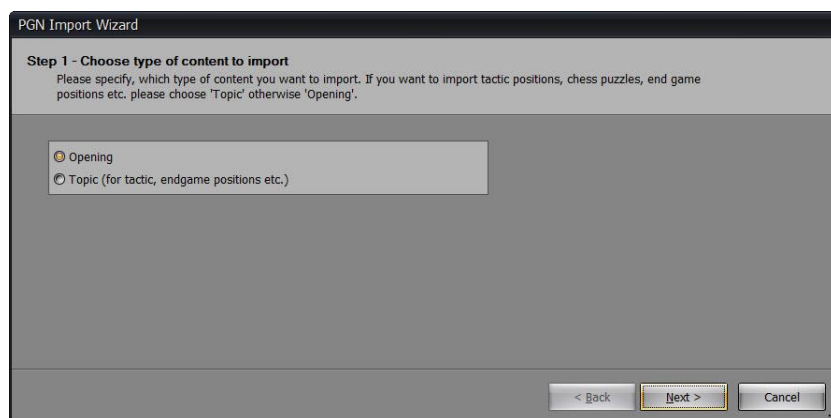 PGN Import Wizard
Step 1 - Choose type of content to import
Please specify, which type of content you want to import. If you want to import tactic positions, chess puzzles, end game
positions etc. please choose 'Topic' otherwise 'Opening'.
Opening
Topic (for tactic, endgame positions etc.)
< Back Next > Cancel